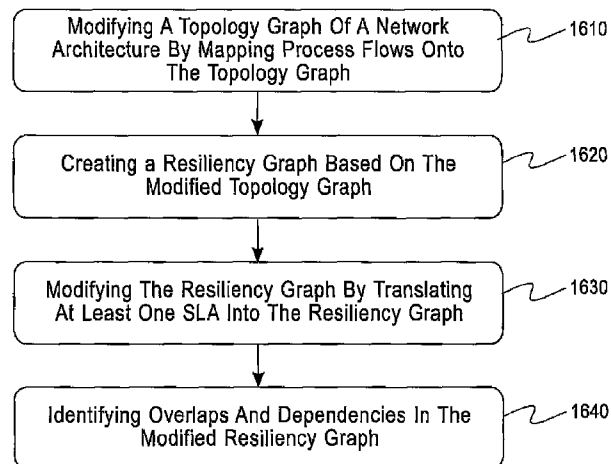 Modifying A Topology Graph Of A Network
Architecture By Mapping Process Flows Onto
The Topology Graph
1610
Creating a Resiliency Graph Based On The
Modified Topology Graph
1620
Modifying The Resiliency Graph By Translating
At Least One SLA Into The Resiliency Graph
1630
Identifying Overlaps And Dependencies In The
Modified Resiliency Graph
1640